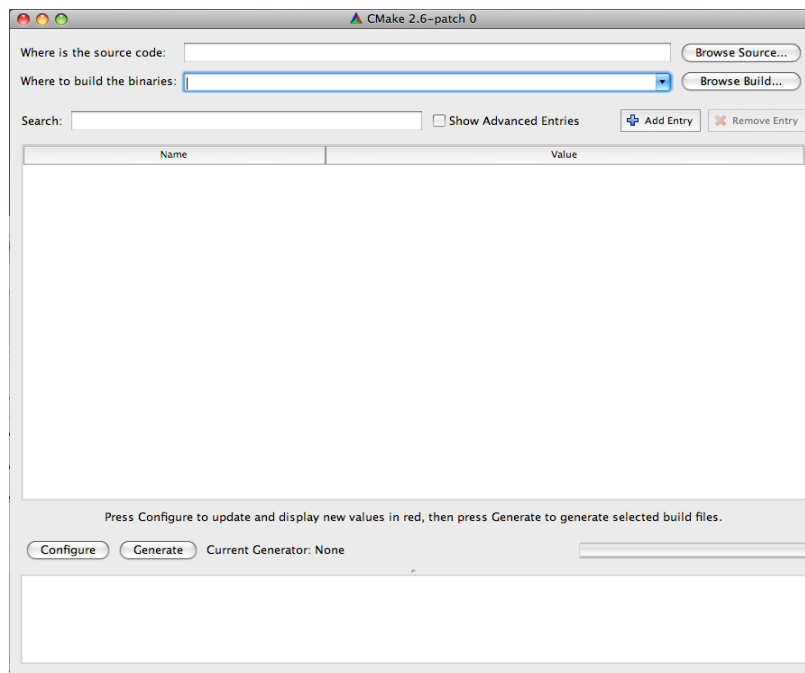 CMake 2.6-patch 0
Where is the source code: Browse Source...
Where to build the binaries: Browse Build...
Search: Show Advanced Entries Add Entry Remove Entry
Name Value
Press Configure to update and display new values in red, then press Generate to generate selected build files.
Configure Generate Current Generator: None